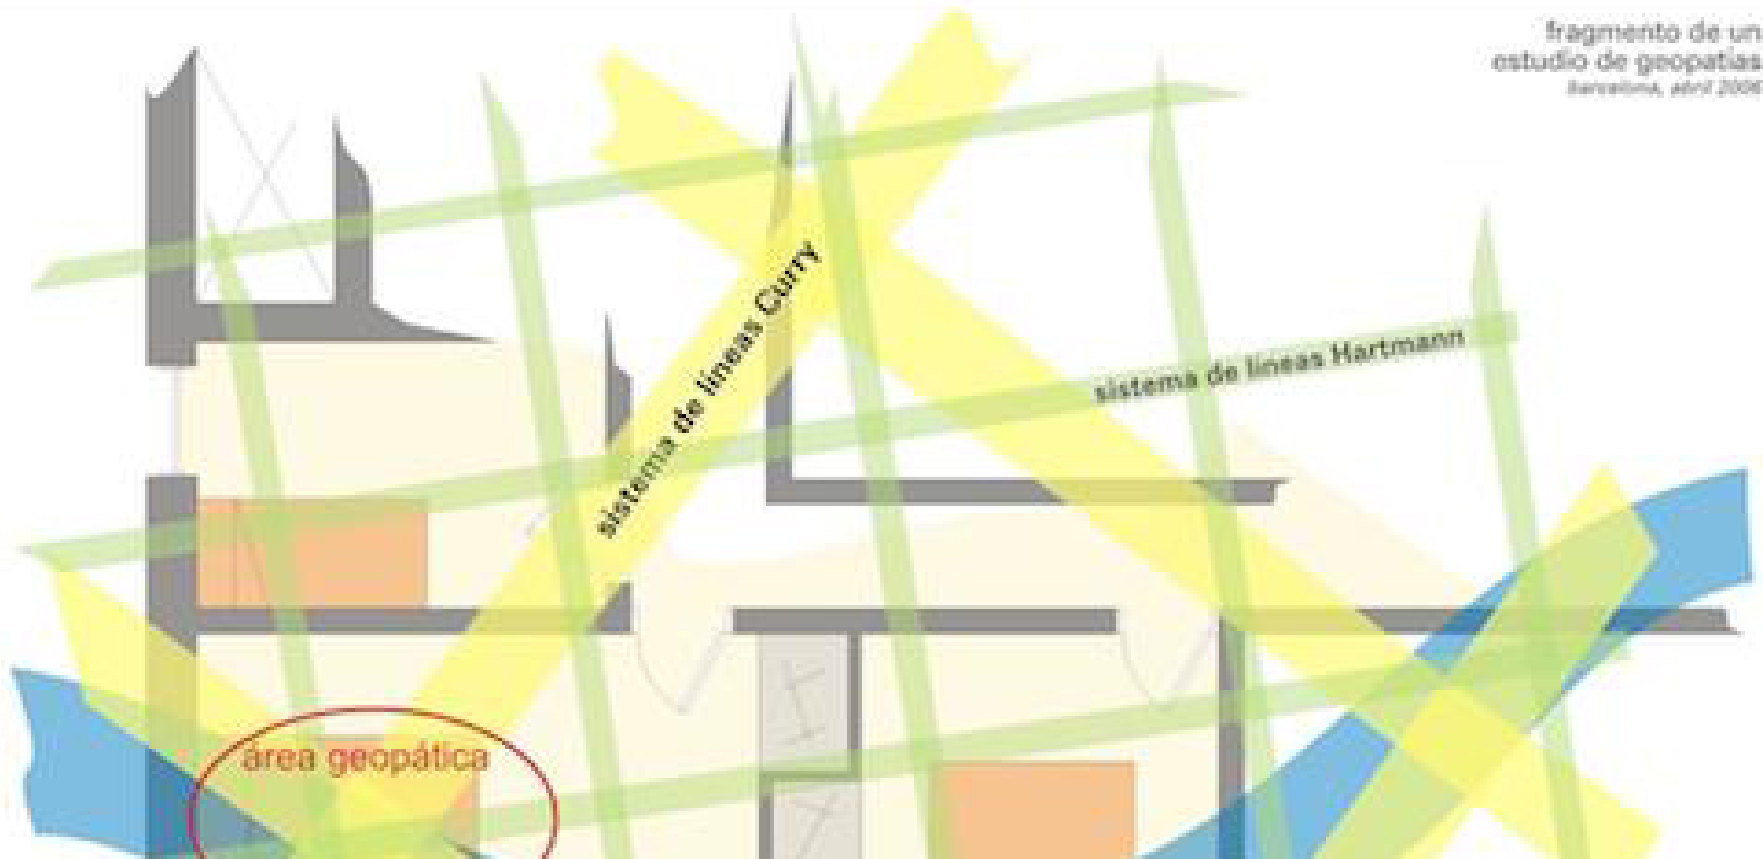 fragmento de un
estudio de geopatías
barcelona, abril 2006
sistema de líneas Curry
sistema de líneas Hartmann
área geopática